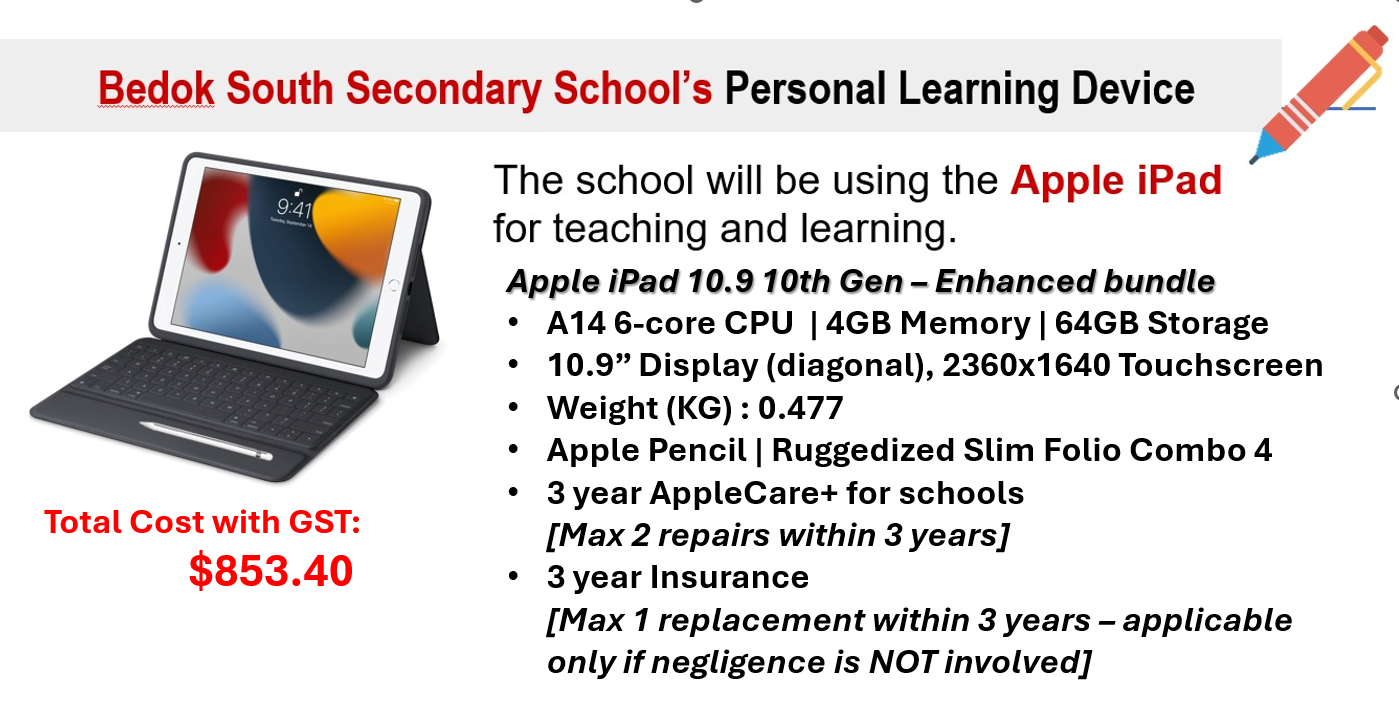 Bedok South Secondary School’s Personal Learning Device
9:41
The school will be using the Apple iPad
for teaching and learning.
Apple iPad 10.9 10th Gen – Enhanced bundle
• A14 6-core CPU | 4GB Memory | 64GB Storage
• 10.9” Display (diagonal), 2360x1640 Touchscreen
• Weight (KG) : 0.477
• Apple Pencil | Ruggedized Slim Folio Combo 4
• 3 year AppleCare+ for schools
[Max 2 repairs within 3 years]
• 3 year Insurance
[Max 1 replacement within 3 years – applicable
only if negligence is NOT involved]
Total Cost with GST:
$853.40